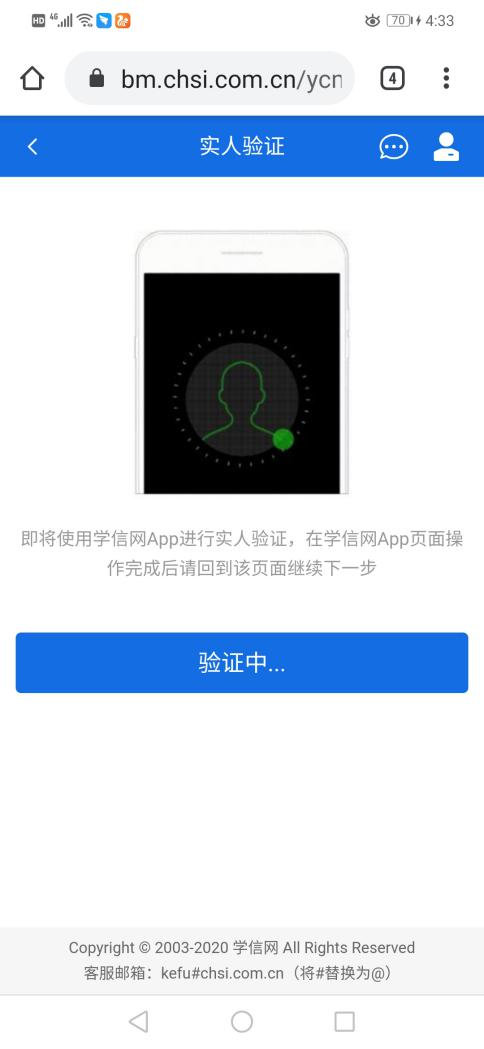 HD 4G 70 4:33
bm.chsi.com.cn/ycn
4
实人验证
即将使用学信网App进行实人验证，在学信网App页面操
作完成后请回到该页面继续下一步
验证中...
Copyright © 2003-2020 学信网 All Rights Reserved
客服邮箱：kefu#chsi.com.cn（将#替换为@）